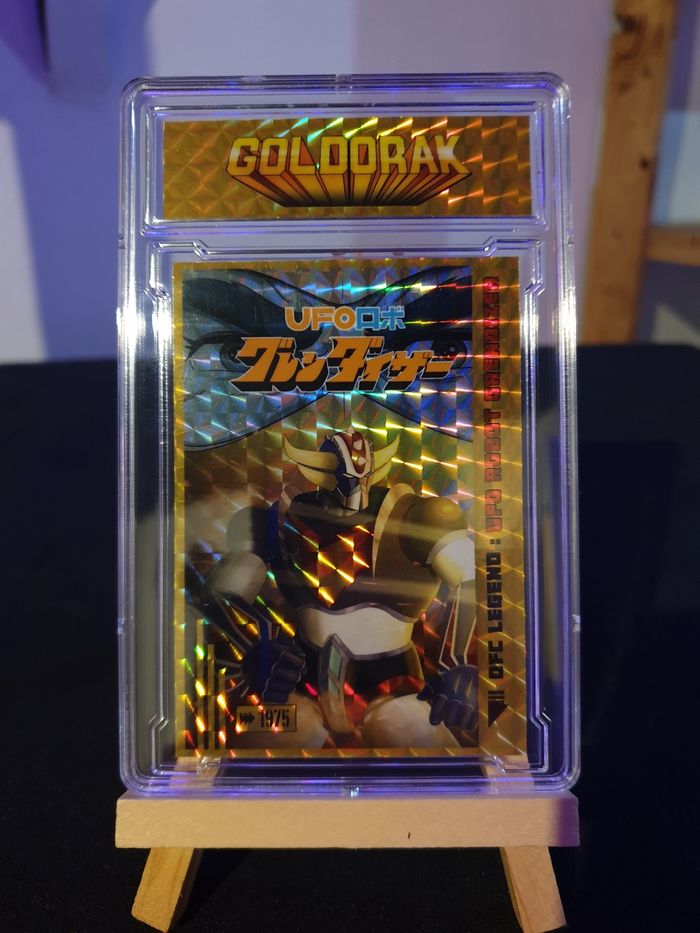 GOLDORAK
UFOロボ
グレンダイザー
OFC LEGEND : UFO ROBOT GRENDIZER
1975